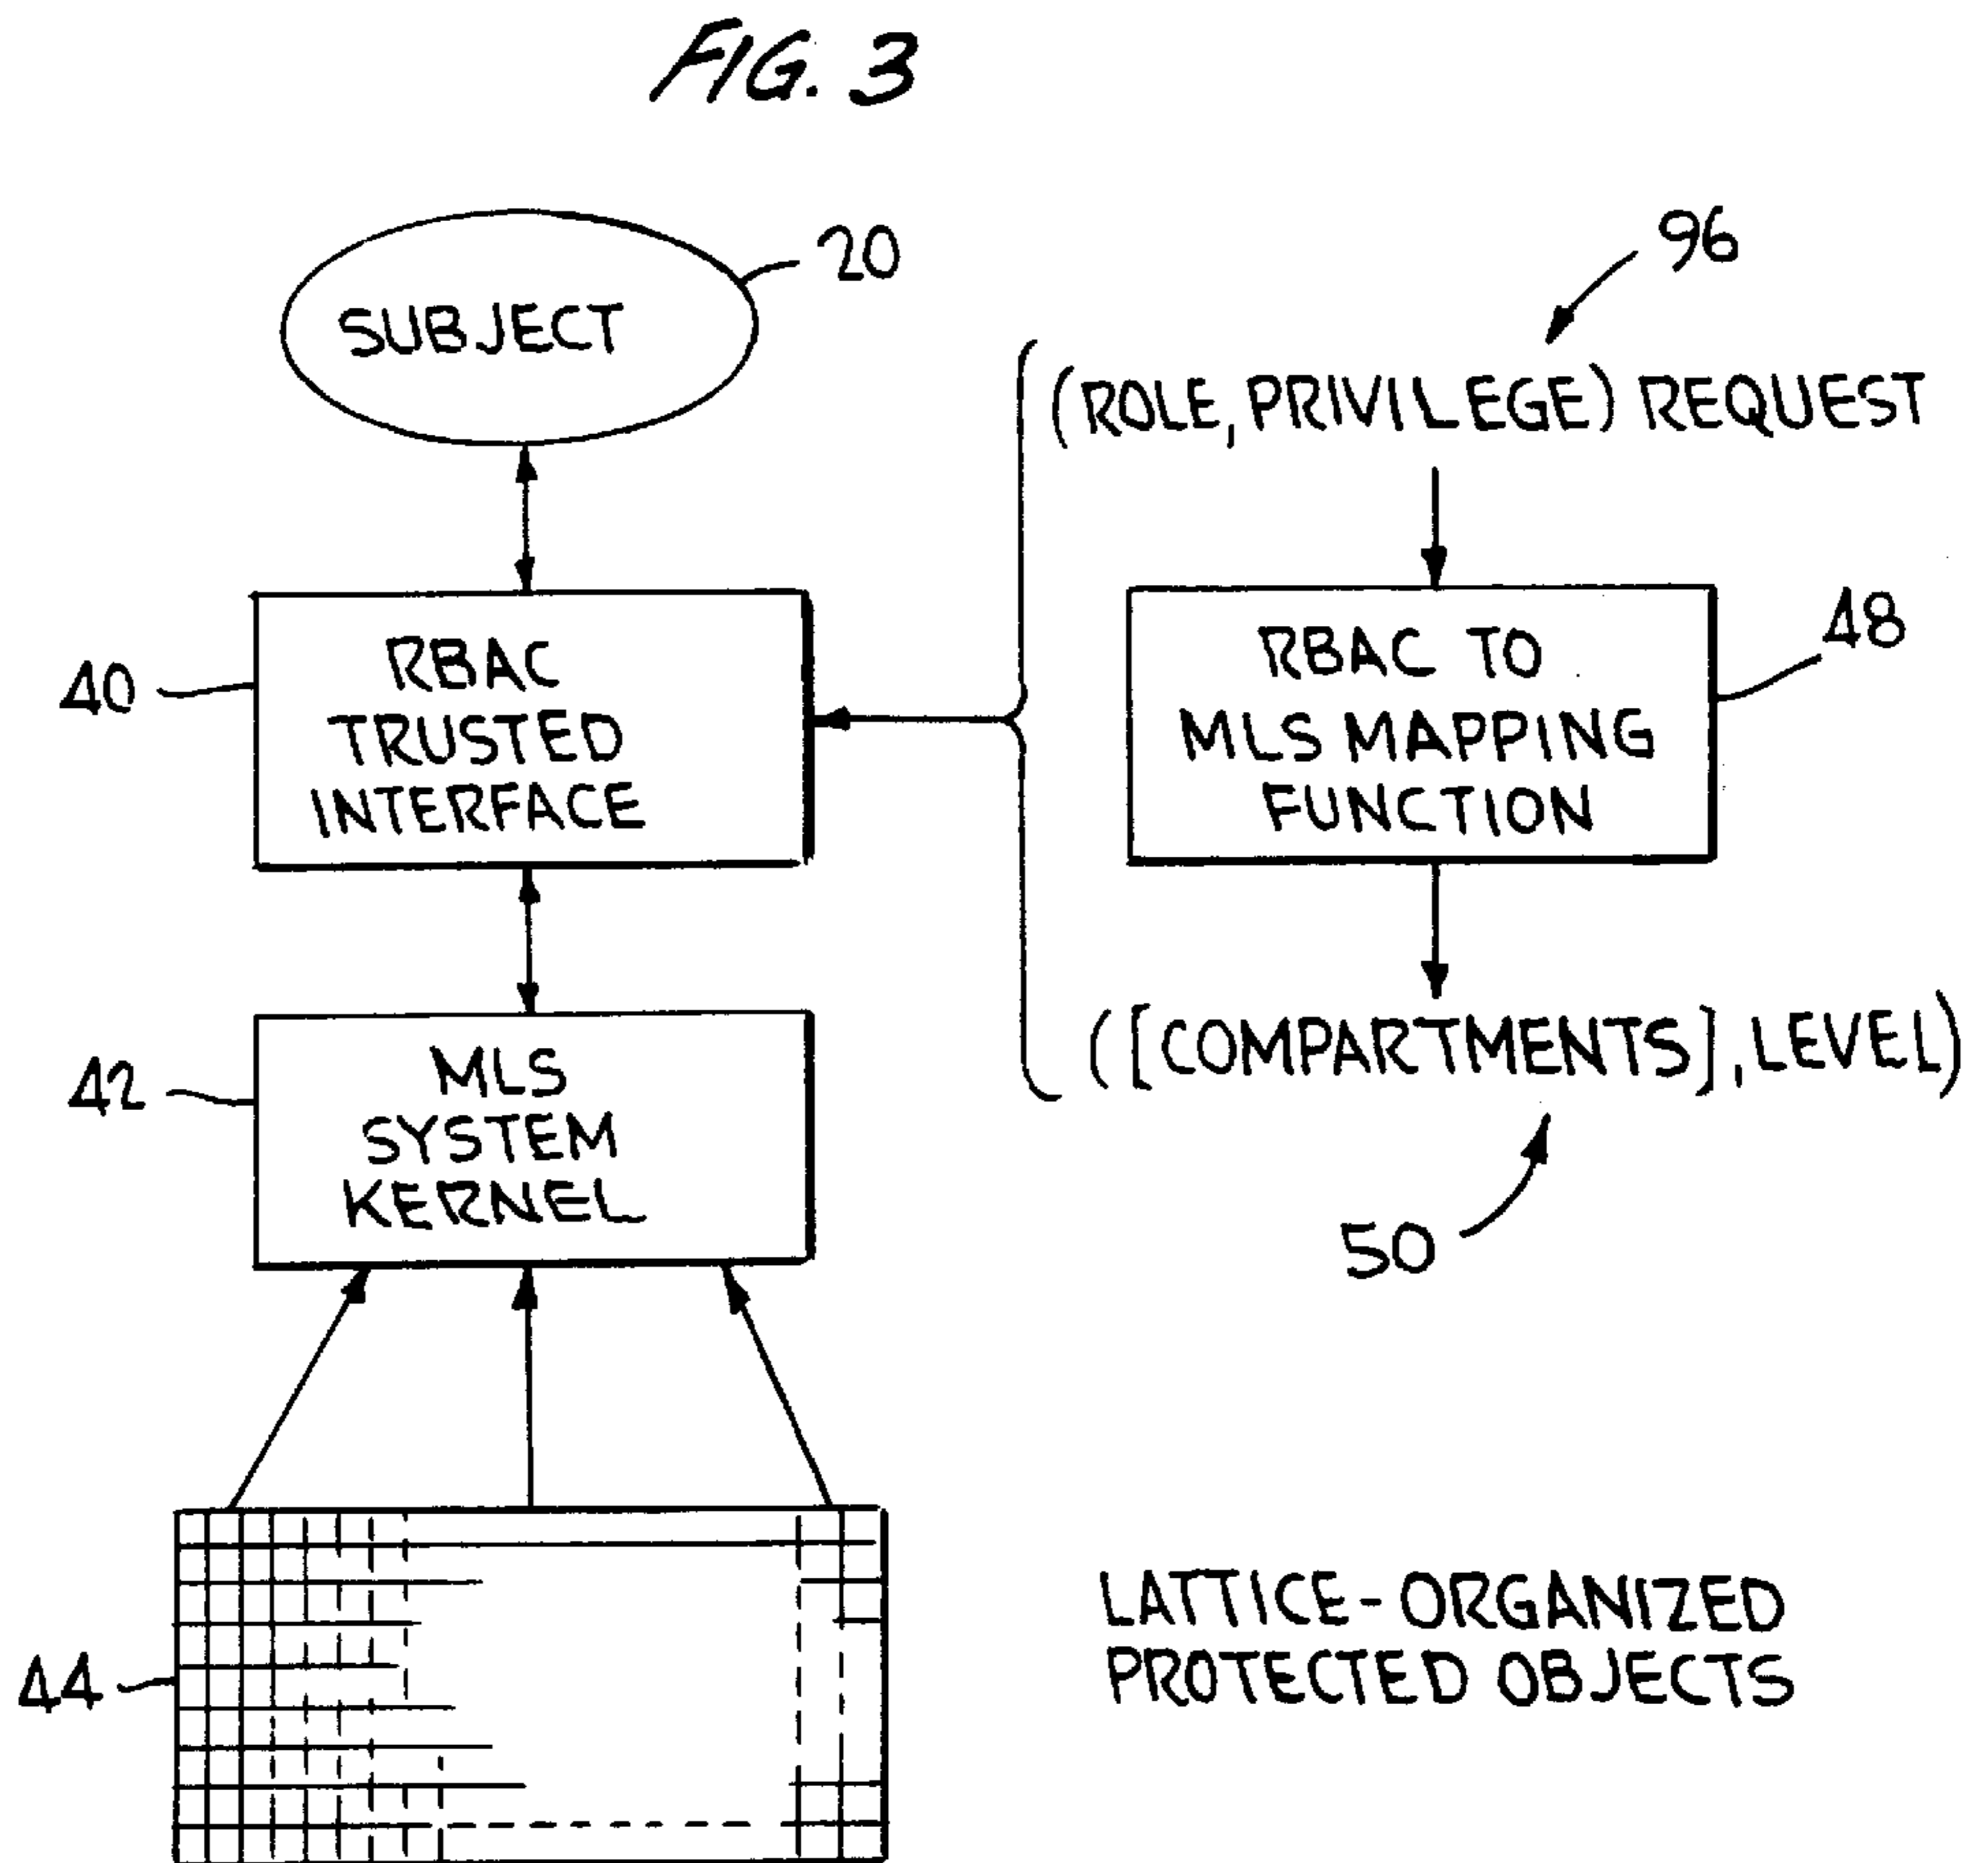 FIG. 3
SUBJECT
20
96
(ROLE, PRIVILEGE) REQUEST
40
RBAC
TRUSTED
INTERFACE
RBAC TO
MLS MAPPING
FUNCTION
48
42
MLS
SYSTEM
KERNEL
([COMPARTMENTS], LEVEL)
50
44
LATTICE-ORGANIZED
PROTECTED OBJECTS